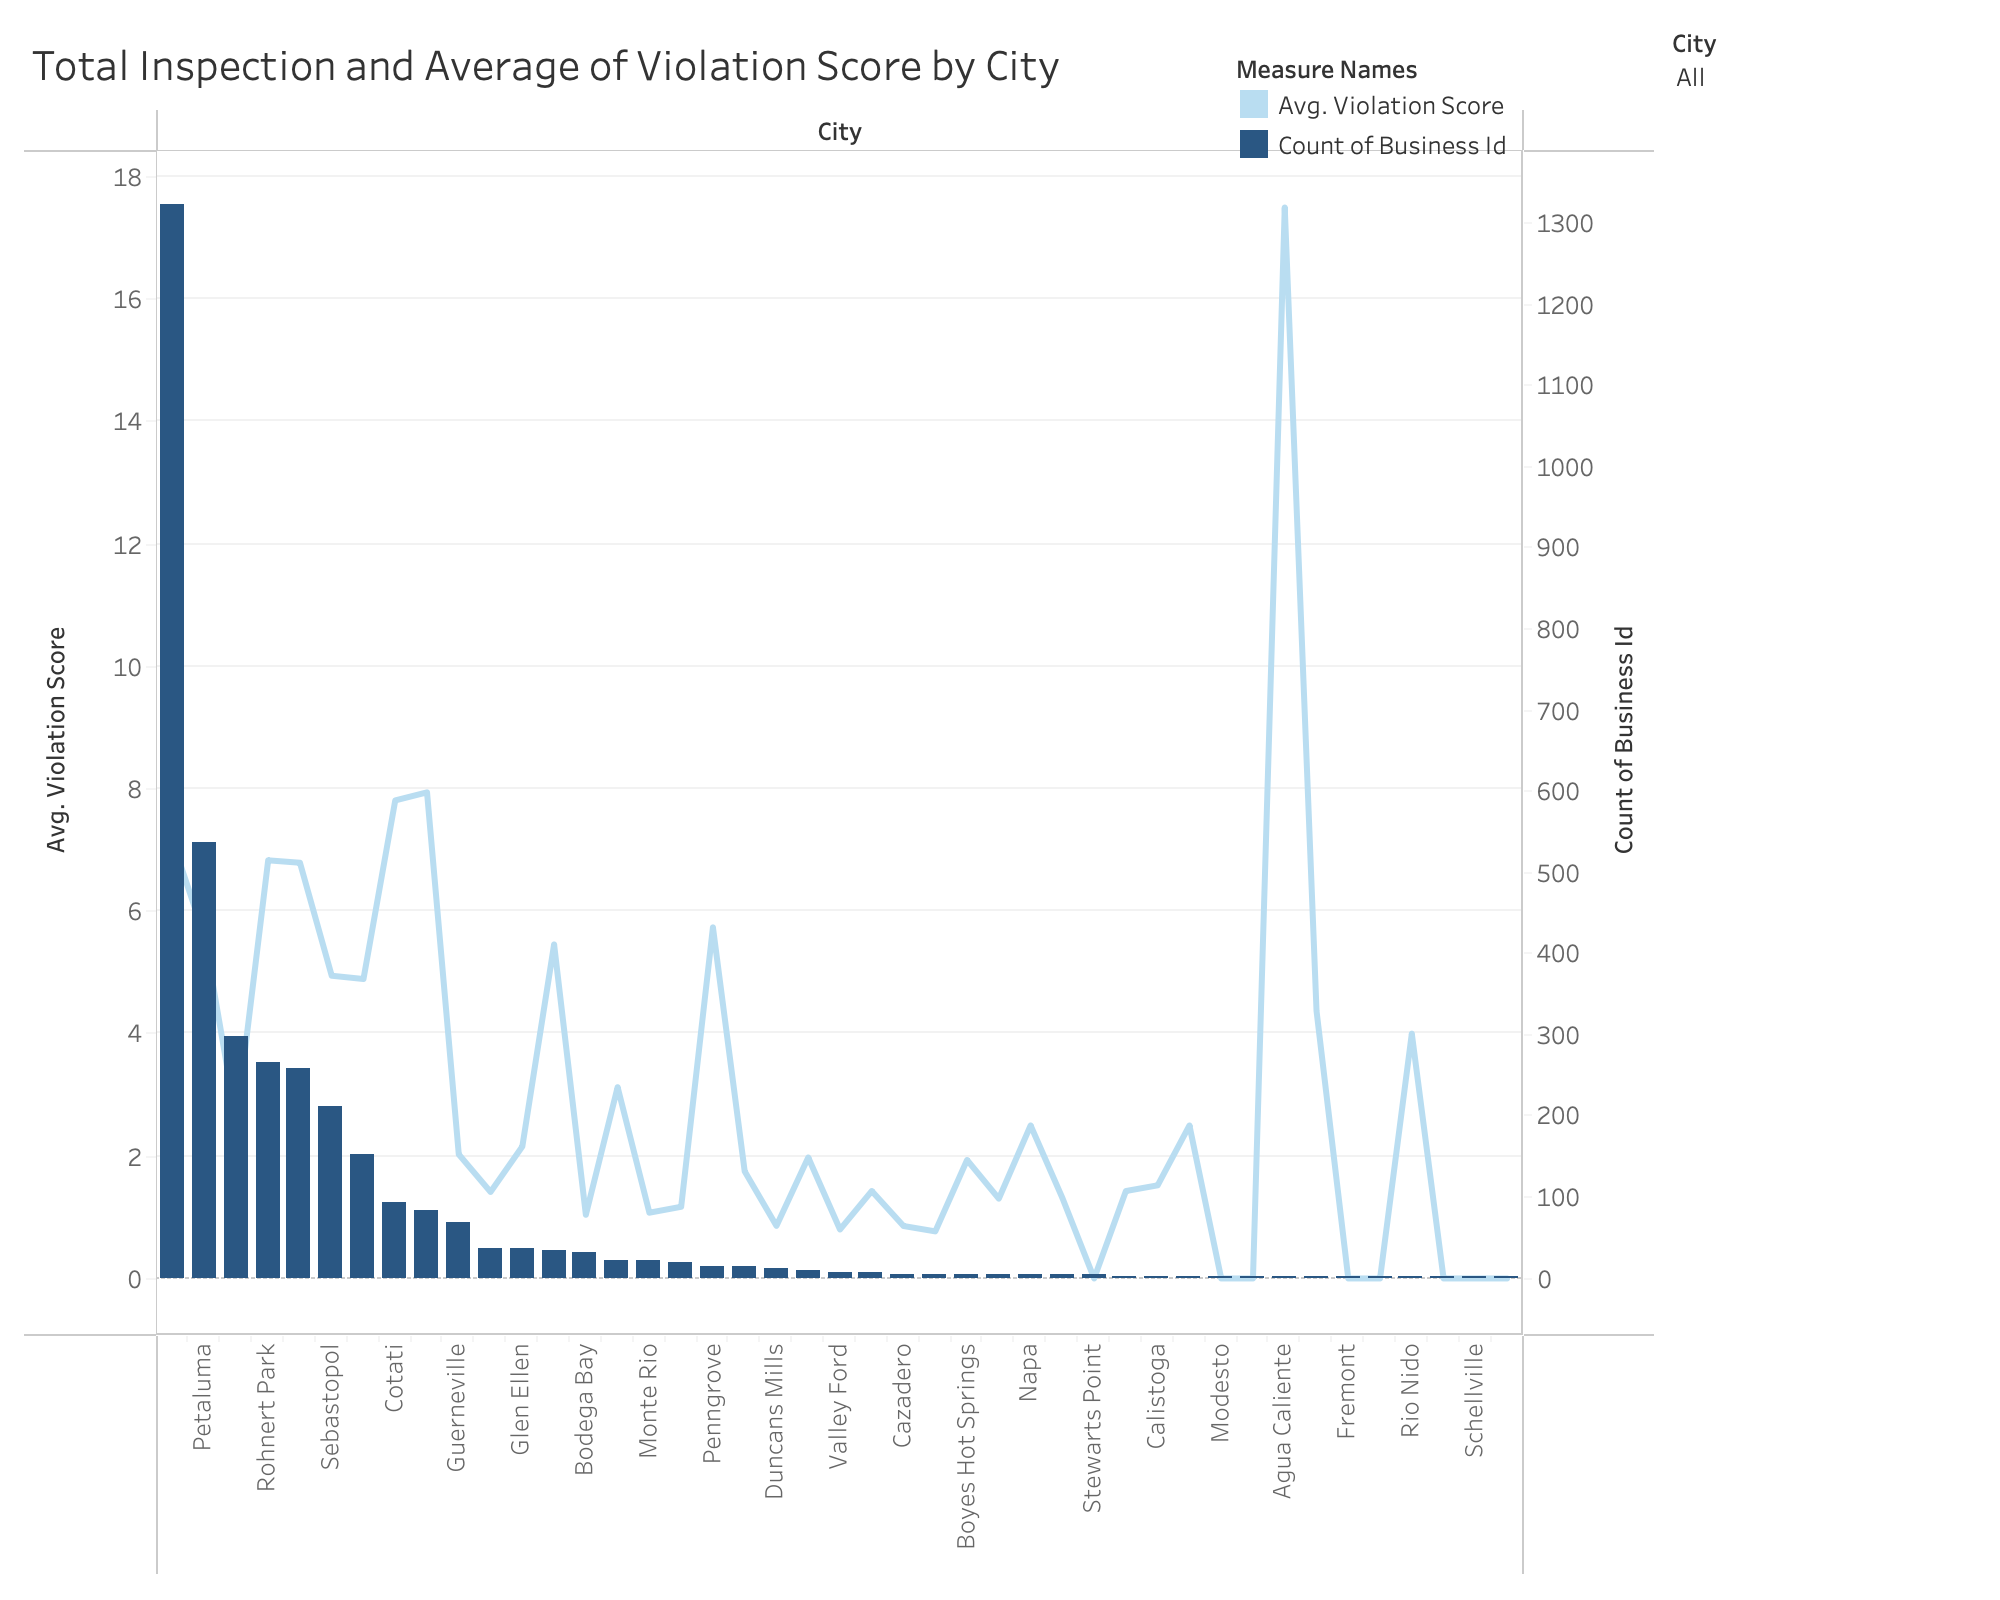 Total Inspection and Average of Violation Score by City
City
All
Measure Names
Avg. Violation Score
Count of Business Id
City
18
16
14
12
10
8
6
4
2
0
Avg. Violation Score
1300
1200
1100
1000
900
800
700
600
500
400
300
200
100
0
Count of Business Id
Petaluma
Rohnert Park
Sebastopol
Cotati
Guerneville
Glen Ellen
Bodega Bay
Monte Rio
Penngrove
Duncans Mills
Valley Ford
Cazadero
Boyes Hot Springs
Napa
Stewarts Point
Calistoga
Modesto
Agua Caliente
Fremont
Rio Nido
Schellville